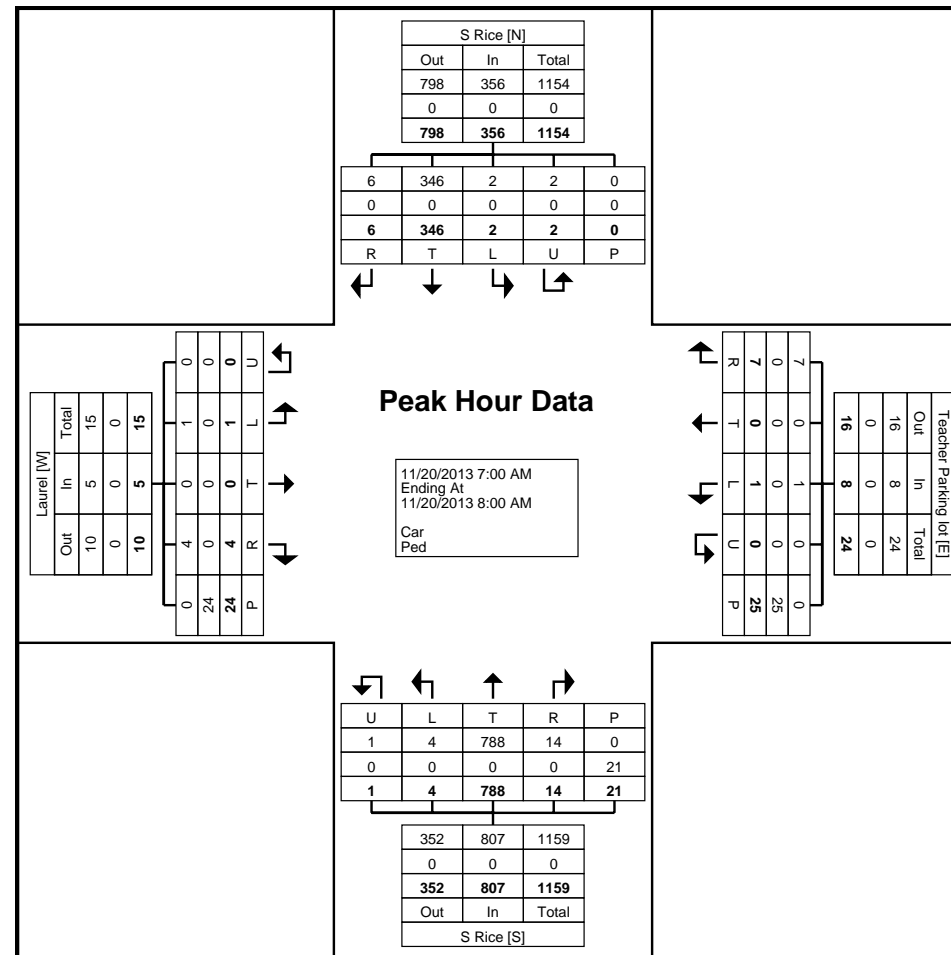 S Rice [N]
Out In Total
798 356 1154
0 0 0
798 356 1154
6 346 2 2 0
0 0 0 0 0
6 346 2 2 0
R T L U P
Laurel [W]
Total In Out
15 5 10
0 0 0
15 5 10
0 1 0 4 0
0 0 0 0 24
0 1 0 4 24
U L T R P
Peak Hour Data
11/20/2013 7:00 AM
Ending At
11/20/2013 8:00 AM
Car
Ped
R T L U P
7 0 1 0 25
0 0 0 0 25
7 0 1 0 0
16 8 24
0 0 0
16 8 24
Out In Total
Teacher Parking lot [E]
U L T R P
1 4 788 14 0
0 0 0 0 21
1 4 788 14 21
352 807 1159
0 0 0
352 807 1159
Out In Total
S Rice [S]